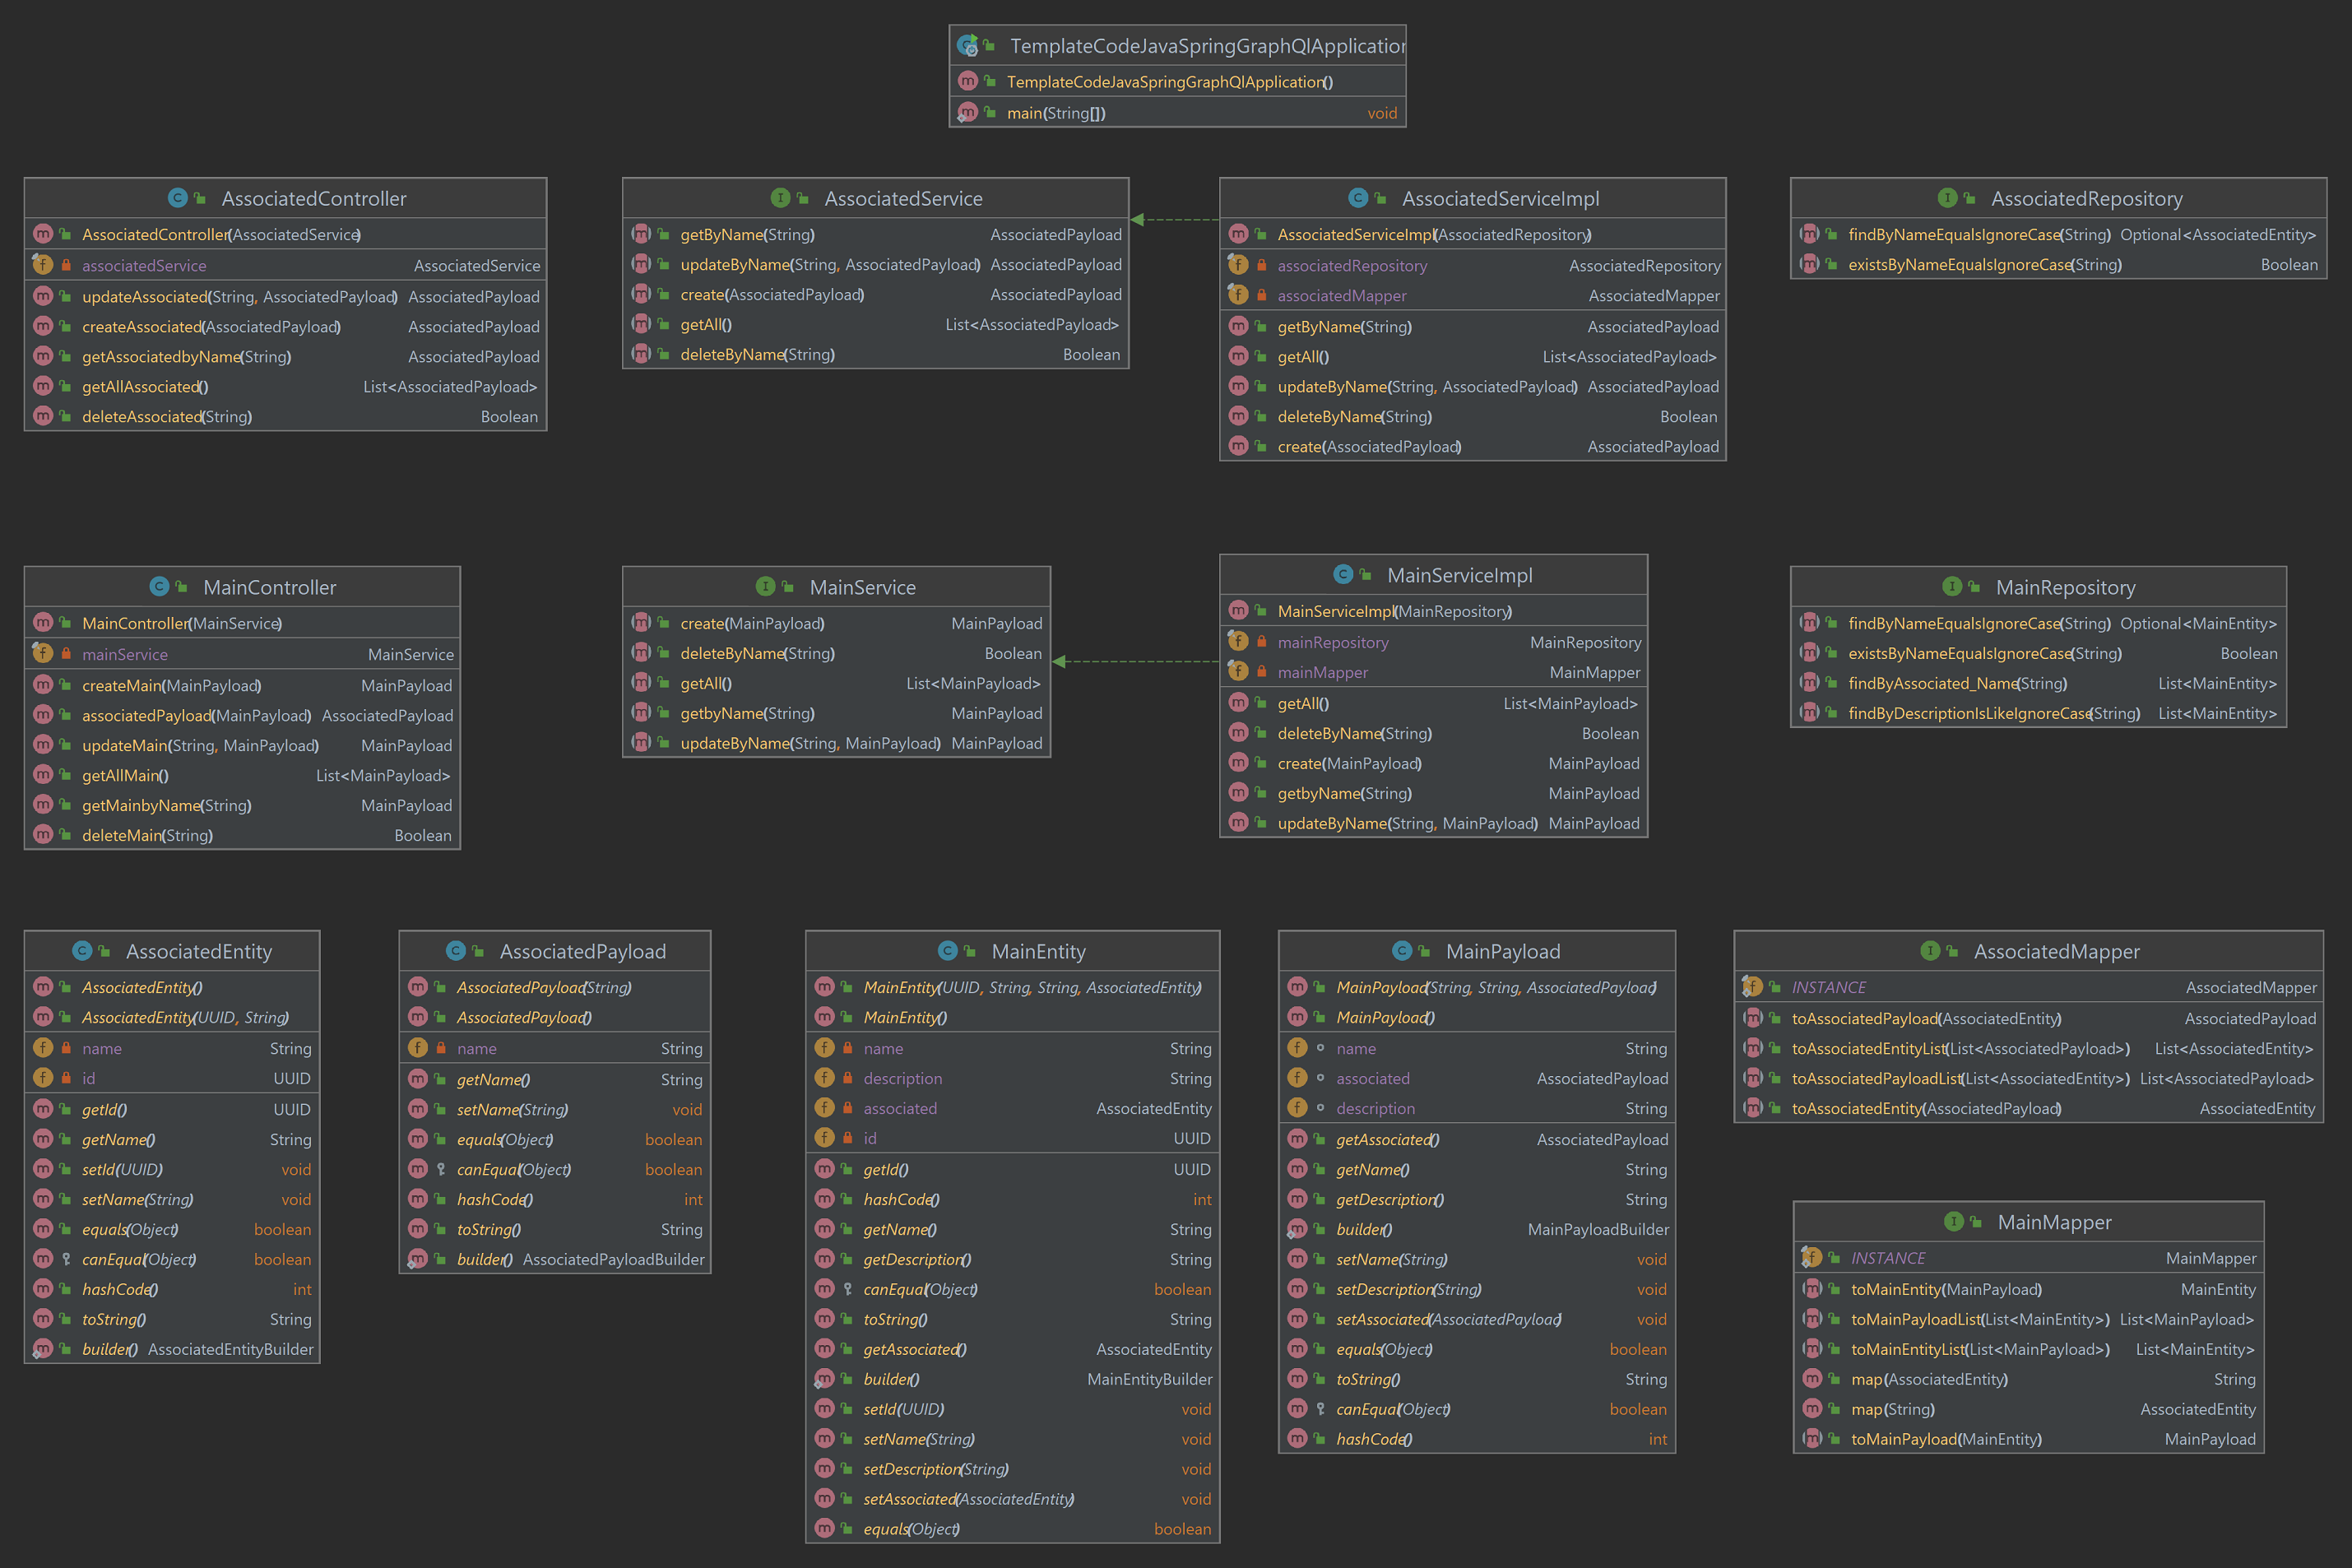 TemplateCodeJavaSpringGraphQlApplication
TemplateCodeJavaSpringGraphQlApplication()
main(String[]) void
AssociatedController
AssociatedController(AssociatedService)
associatedService AssociatedService
updateAssociated(String, AssociatedPayload) AssociatedPayload
createAssociated(AssociatedPayload) AssociatedPayload
getAssociatedbyName(String) AssociatedPayload
getAllAssociated() List<AssociatedPayload>
deleteAssociated(String) Boolean
AssociatedService
getByName(String) AssociatedPayload
updateByName(String, AssociatedPayload) AssociatedPayload
create(AssociatedPayload) AssociatedPayload
getAll() List<AssociatedPayload>
deleteByName(String) Boolean
AssociatedServiceImpl
AssociatedServiceImpl(AssociatedRepository)
associatedRepository AssociatedRepository
associatedMapper AssociatedMapper
getByName(String) AssociatedPayload
getAll() List<AssociatedPayload>
updateByName(String, AssociatedPayload) AssociatedPayload
deleteByName(String) Boolean
create(AssociatedPayload) AssociatedPayload
AssociatedRepository
findByNameEqualsIgnoreCase(String) Optional<AssociatedEntity>
existsByNameEqualsIgnoreCase(String) Boolean
MainController
MainController(MainService)
mainService MainService
createMain(MainPayload) MainPayload
associatedPayload(MainPayload) AssociatedPayload
updateMain(String, MainPayload) MainPayload
getAllMain() List<MainPayload>
getMainbyName(String) MainPayload
deleteMain(String) Boolean
MainService
create(MainPayload) MainPayload
deleteByName(String) Boolean
getAll() List<MainPayload>
getbyName(String) MainPayload
updateByName(String, MainPayload) MainPayload
MainServiceImpl
MainServiceImpl(MainRepository)
mainRepository MainRepository
mainMapper MainMapper
getAll() List<MainPayload>
deleteByName(String) Boolean
create(MainPayload) MainPayload
getbyName(String) MainPayload
updateByName(String, MainPayload) MainPayload
MainRepository
findByNameEqualsIgnoreCase(String) Optional<MainEntity>
existsByNameEqualsIgnoreCase(String) Boolean
findByAssociated_Name(String) List<MainEntity>
findByDescriptionIsLikeIgnoreCase(String) List<MainEntity>
AssociatedEntity
AssociatedEntity()
AssociatedEntity(UUID, String)
name String
id UUID
getId() UUID
getName() String
setId(UUID) void
setName(String) void
equals(Object) boolean
canEqual(Object) boolean
hashCode() int
toString() String
builder() AssociatedEntityBuilder
AssociatedPayload
AssociatedPayload(String)
AssociatedPayload()
name String
getName() String
setName(String) void
equals(Object) boolean
canEqual(Object) boolean
hashCode() int
toString() String
builder() AssociatedPayloadBuilder
MainEntity
MainEntity(UUID, String, String, AssociatedEntity)
MainEntity()
name String
description String
associated AssociatedEntity
id UUID
getId() UUID
hashCode() int
getName() String
getDescription() String
canEqual(Object) boolean
toString() String
getAssociated() AssociatedEntity
builder() MainEntityBuilder
setId(UUID) void
setName(String) void
setDescription(String) void
setAssociated(AssociatedEntity) void
equals(Object) boolean
MainPayload
MainPayload(String, String, AssociatedPayload)
MainPayload()
name String
associated AssociatedPayload
description String
getAssociated() AssociatedPayload
getName() String
getDescription() String
builder() MainPayloadBuilder
setName(String) void
setDescription(String) void
setAssociated(AssociatedPayload) void
equals(Object) boolean
toString() String
canEqual(Object) boolean
hashCode() int
AssociatedMapper
INSTANCE AssociatedMapper
toAssociatedPayload(AssociatedEntity) AssociatedPayload
toAssociatedEntityList(List<AssociatedPayload>) List<AssociatedEntity>
toAssociatedPayloadList(List<AssociatedEntity>) List<AssociatedPayload>
toAssociatedEntity(AssociatedPayload) AssociatedEntity
MainMapper
INSTANCE MainMapper
toMainEntity(MainPayload) MainEntity
toMainPayloadList(List<MainEntity>) List<MainPayload>
toMainEntityList(List<MainPayload>) List<MainEntity>
map(AssociatedEntity) String
map(String) AssociatedEntity
toMainPayload(MainEntity) MainPayload